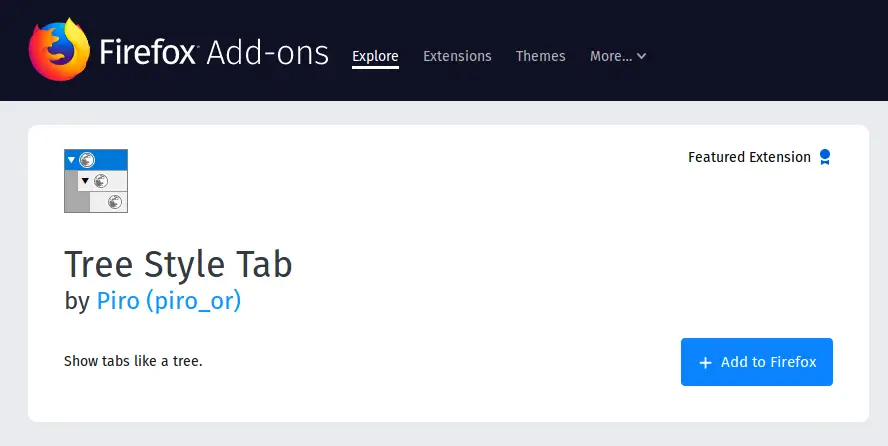 Firefox Add-ons Explore Extensions Themes More...
Featured Extension
Tree Style Tab
by Piro (piro_or)
Show tabs like a tree.
+ Add to Firefox